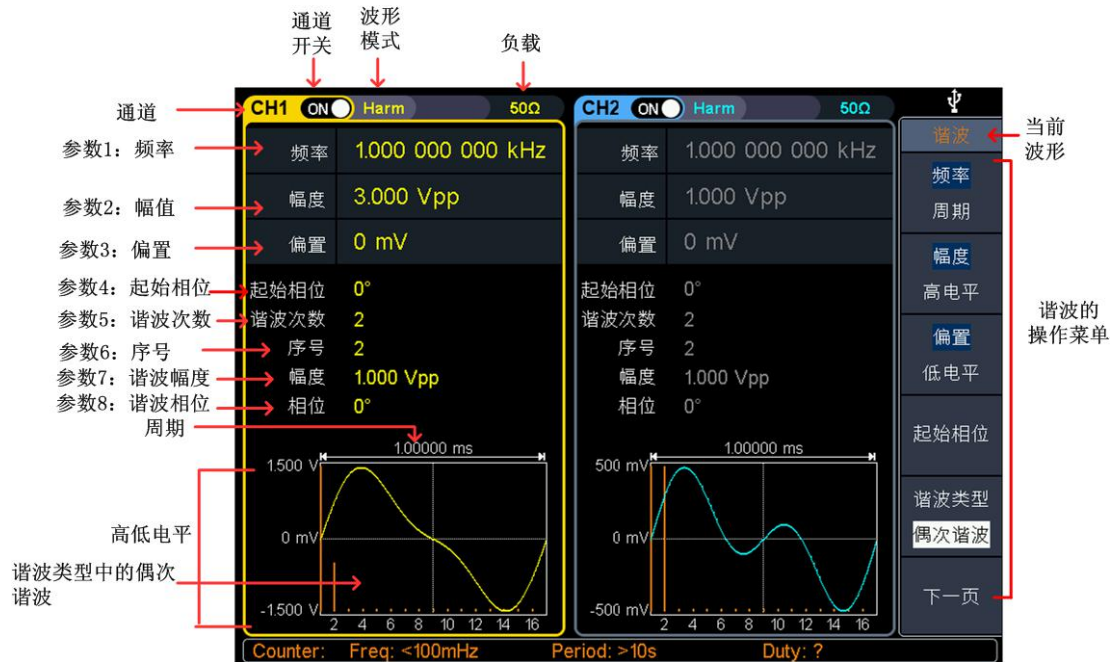 通道
开关
波形
模式
负载
通道
CH1 ON Harm 50Ω
CH2 ON Harm 50Ω
参数1：频率
频率 1.000 000 000 kHz
频率 1.000 000 000 kHz
参数2：幅值
幅度 3.000 Vpp
幅度 1.000 Vpp
参数3：偏置
偏置 0 mV
偏置 0 mV
参数4：起始相位
起始相位 0°
起始相位 0°
参数5：谐波次数
谐波次数 2
谐波次数 2
参数6：序号
序号 2
序号 2
参数7：谐波幅度
幅度 1.000 Vpp
幅度 1.000 Vpp
参数8：谐波相位
相位 0°
相位 0°
周期
1.00000 ms
1.00000 ms
1.500 V
0 mV
-1.500 V
2 4 6 8 10 12 14 16
500 mV
0 mV
-500 mV
2 4 6 8 10 12 14 16
高低电平
谐波类型中的偶次
谐波
谐波
频率
周期
幅度
高电平
偏置
低电平
起始相位
谐波类型
偶次谐波
下一页
当前
波形
谐波的
操作菜单
Counter: Freq: <100mHz Period: >10s Duty: ?